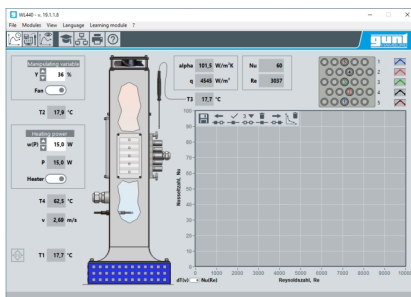 WL440 - v. 19.1.1.8
File Modules View Language Learning module ?
gunt
Manipulating variable
Y 36 %
Fan
T2 17,9 °C
Heating power
w(P) 15,0 W
P 15,0 W
Heater
T4 62,5 °C
v 2,60 m/s
T1 17,7 °C
alpha 101,5 W/m²K
q 4545 W/m²
T3 17,7 °C
Nu 60
Re 3037
1
2
3
4
5
3
Nusseltzahl, Nu
100
90
80
70
60
50
40
30
20
10
0
0 1000 2000 3000 4000 5000 6000 7000 8000 9000 10000
dT(v) Nu(Re) Reynoldszahl, Re